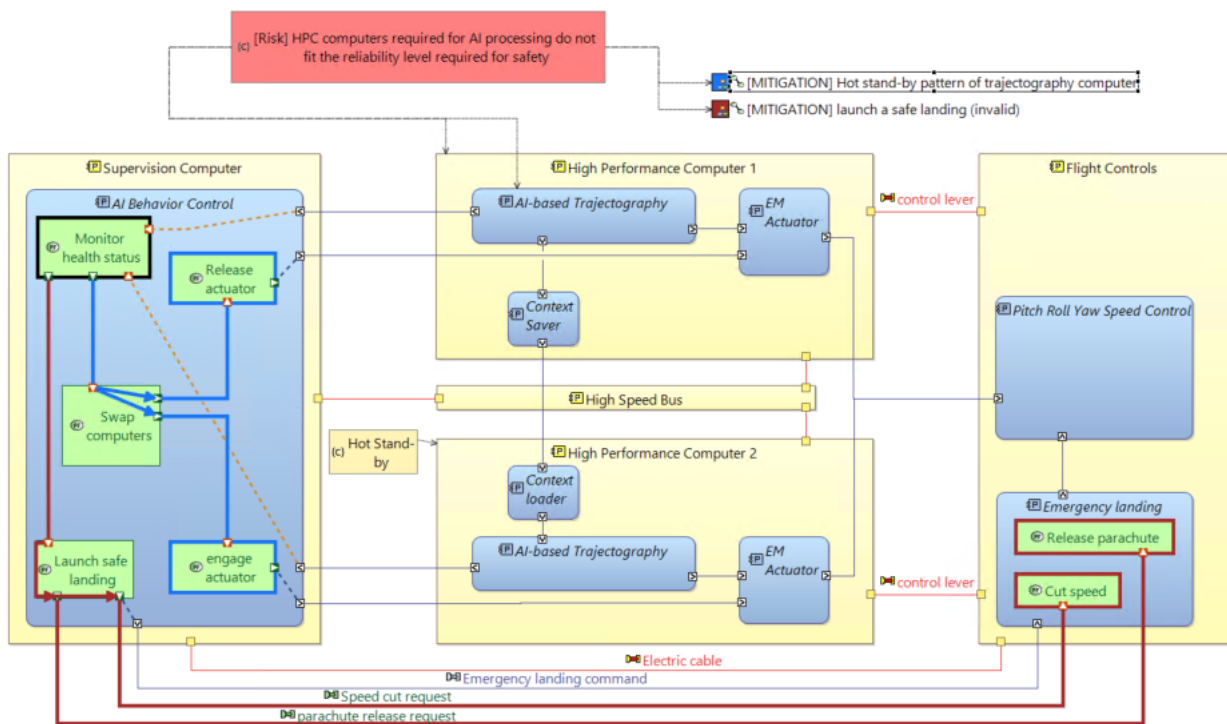 (c) [Risk] HPC computers required for AI processing do not
fit the reliability level required for safety
[MITIGATION] Hot stand-by pattern of trajectography computer
[MITIGATION] launch a safe landing (invalid)
Supervision Computer
AI Behavior Control
Monitor
health status
Release
actuator
Swap
computers
Launch safe
landing
engage
actuator
High Performance Computer 1
AI-based Trajectography
EM
Actuator
Context
Saver
High Speed Bus
(c) Hot Stand-
by
High Performance Computer 2
Context
loader
AI-based Trajectography
EM
Actuator
control lever
control lever
Flight Controls
Pitch Roll Yaw Speed Control
Emergency landing
Release parachute
Cut speed
Electric cable
Emergency landing command
Speed cut request
parachute release request